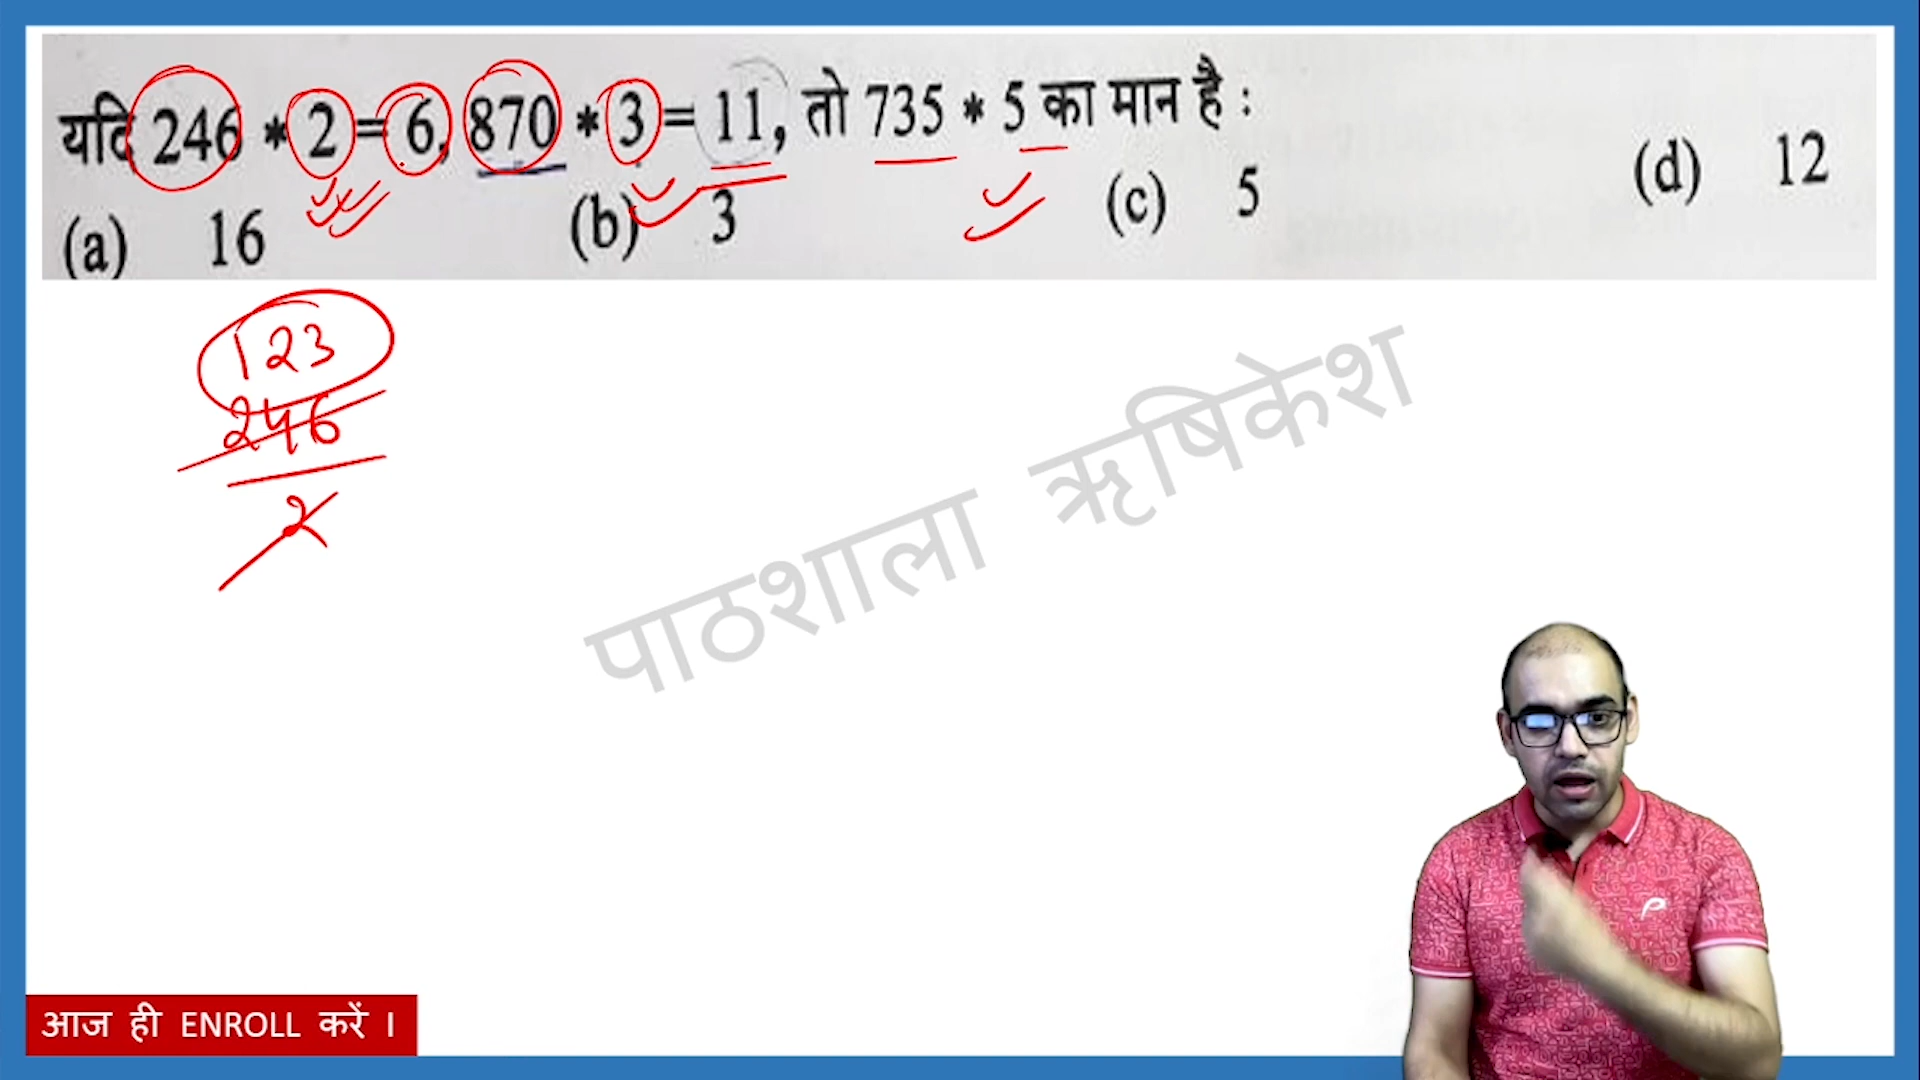 यदि 246 * 2 = 6, 870 * 3 = 11, तो 735 * 5 का मान है :
(a) 16 (b) 3 (c) 5 (d) 12
123
246
2
पाठशाला ऋषिकेश
आज ही ENROLL करें ।